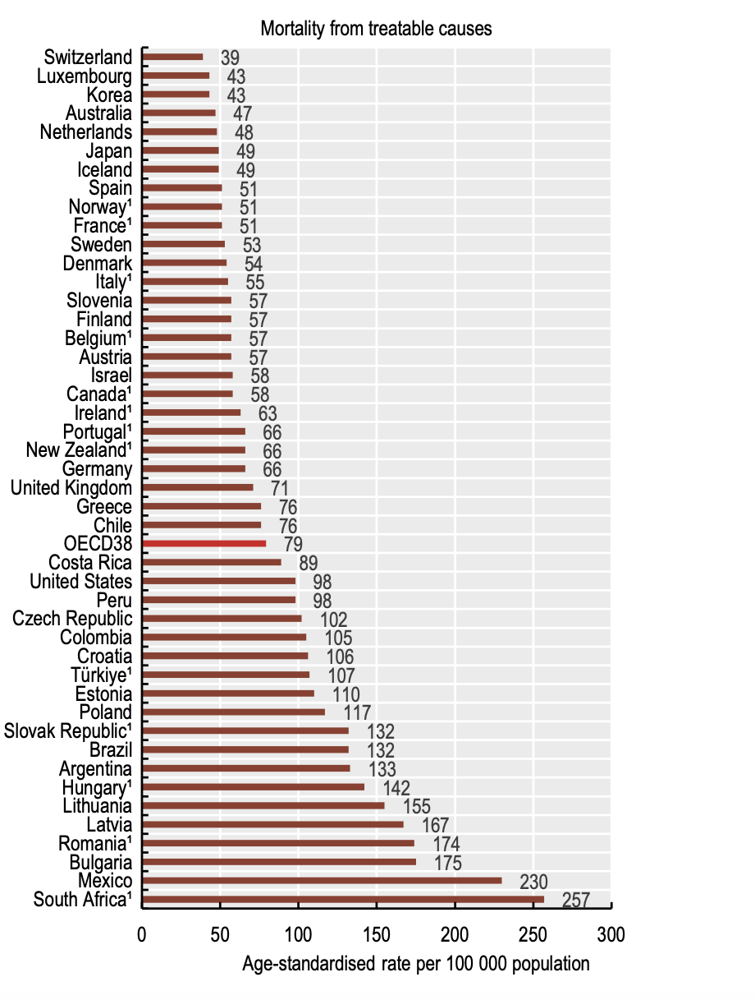 Mortality from treatable causes
Switzerland 39
Luxembourg 43
Korea 43
Australia 47
Netherlands 48
Japan 49
Iceland 49
Spain 51
Norway¹ 51
France¹ 51
Sweden 53
Denmark 54
Italy¹ 55
Slovenia 57
Finland 57
Belgium¹ 57
Austria 57
Israel 58
Canada¹ 58
Ireland¹ 63
Portugal¹ 66
New Zealand¹ 66
Germany 66
United Kingdom 71
Greece 76
Chile 76
OECD38 79
Costa Rica 89
United States 98
Peru 98
Czech Republic 102
Colombia 105
Croatia 106
Türkiye¹ 107
Estonia 110
Poland 117
Slovak Republic¹ 132
Brazil 132
Argentina 133
Hungary¹ 142
Lithuania 155
Latvia 167
Romania¹ 174
Bulgaria 175
Mexico 230
South Africa¹ 257
0 50 100 150 200 250 300
Age-standardised rate per 100 000 population